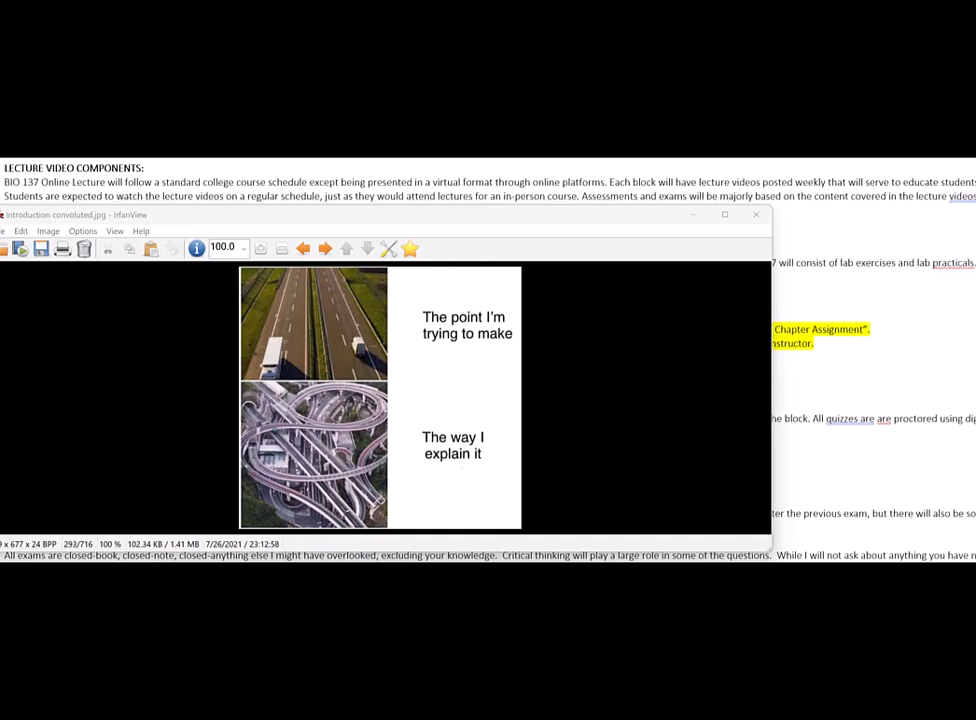 LECTURE VIDEO COMPONENTS:
BIO 137 Online Lecture will follow a standard college course schedule except being presented in a virtual format through online platforms. Each block will have lecture videos posted weekly that will serve to educate students
Students are expected to watch the lecture videos on a regular schedule, just as they would attend lectures for an in-person course. Assessments and exams will be majorly based on the content covered in the lecture videos
Introduction convoluted.jpg - IrfanView
Edit Image Options View Help
100.0
7 will consist of lab exercises and lab practicals.
The point I'm
trying to make
Chapter Assignment".
nstructor.
he block. All quizzes are are proctored using dig
The way I
explain it
ter the previous exam, but there will also be so
x 677 x 24 BPP 293/716 100 % 102.34 KB / 1.41 MB 7/26/2021 / 23:12:58
All exams are closed-book, closed-note, closed-anything else I might have overlooked, excluding your knowledge. Critical thinking will play a large role in some of the questions. While I will not ask about anything you have n